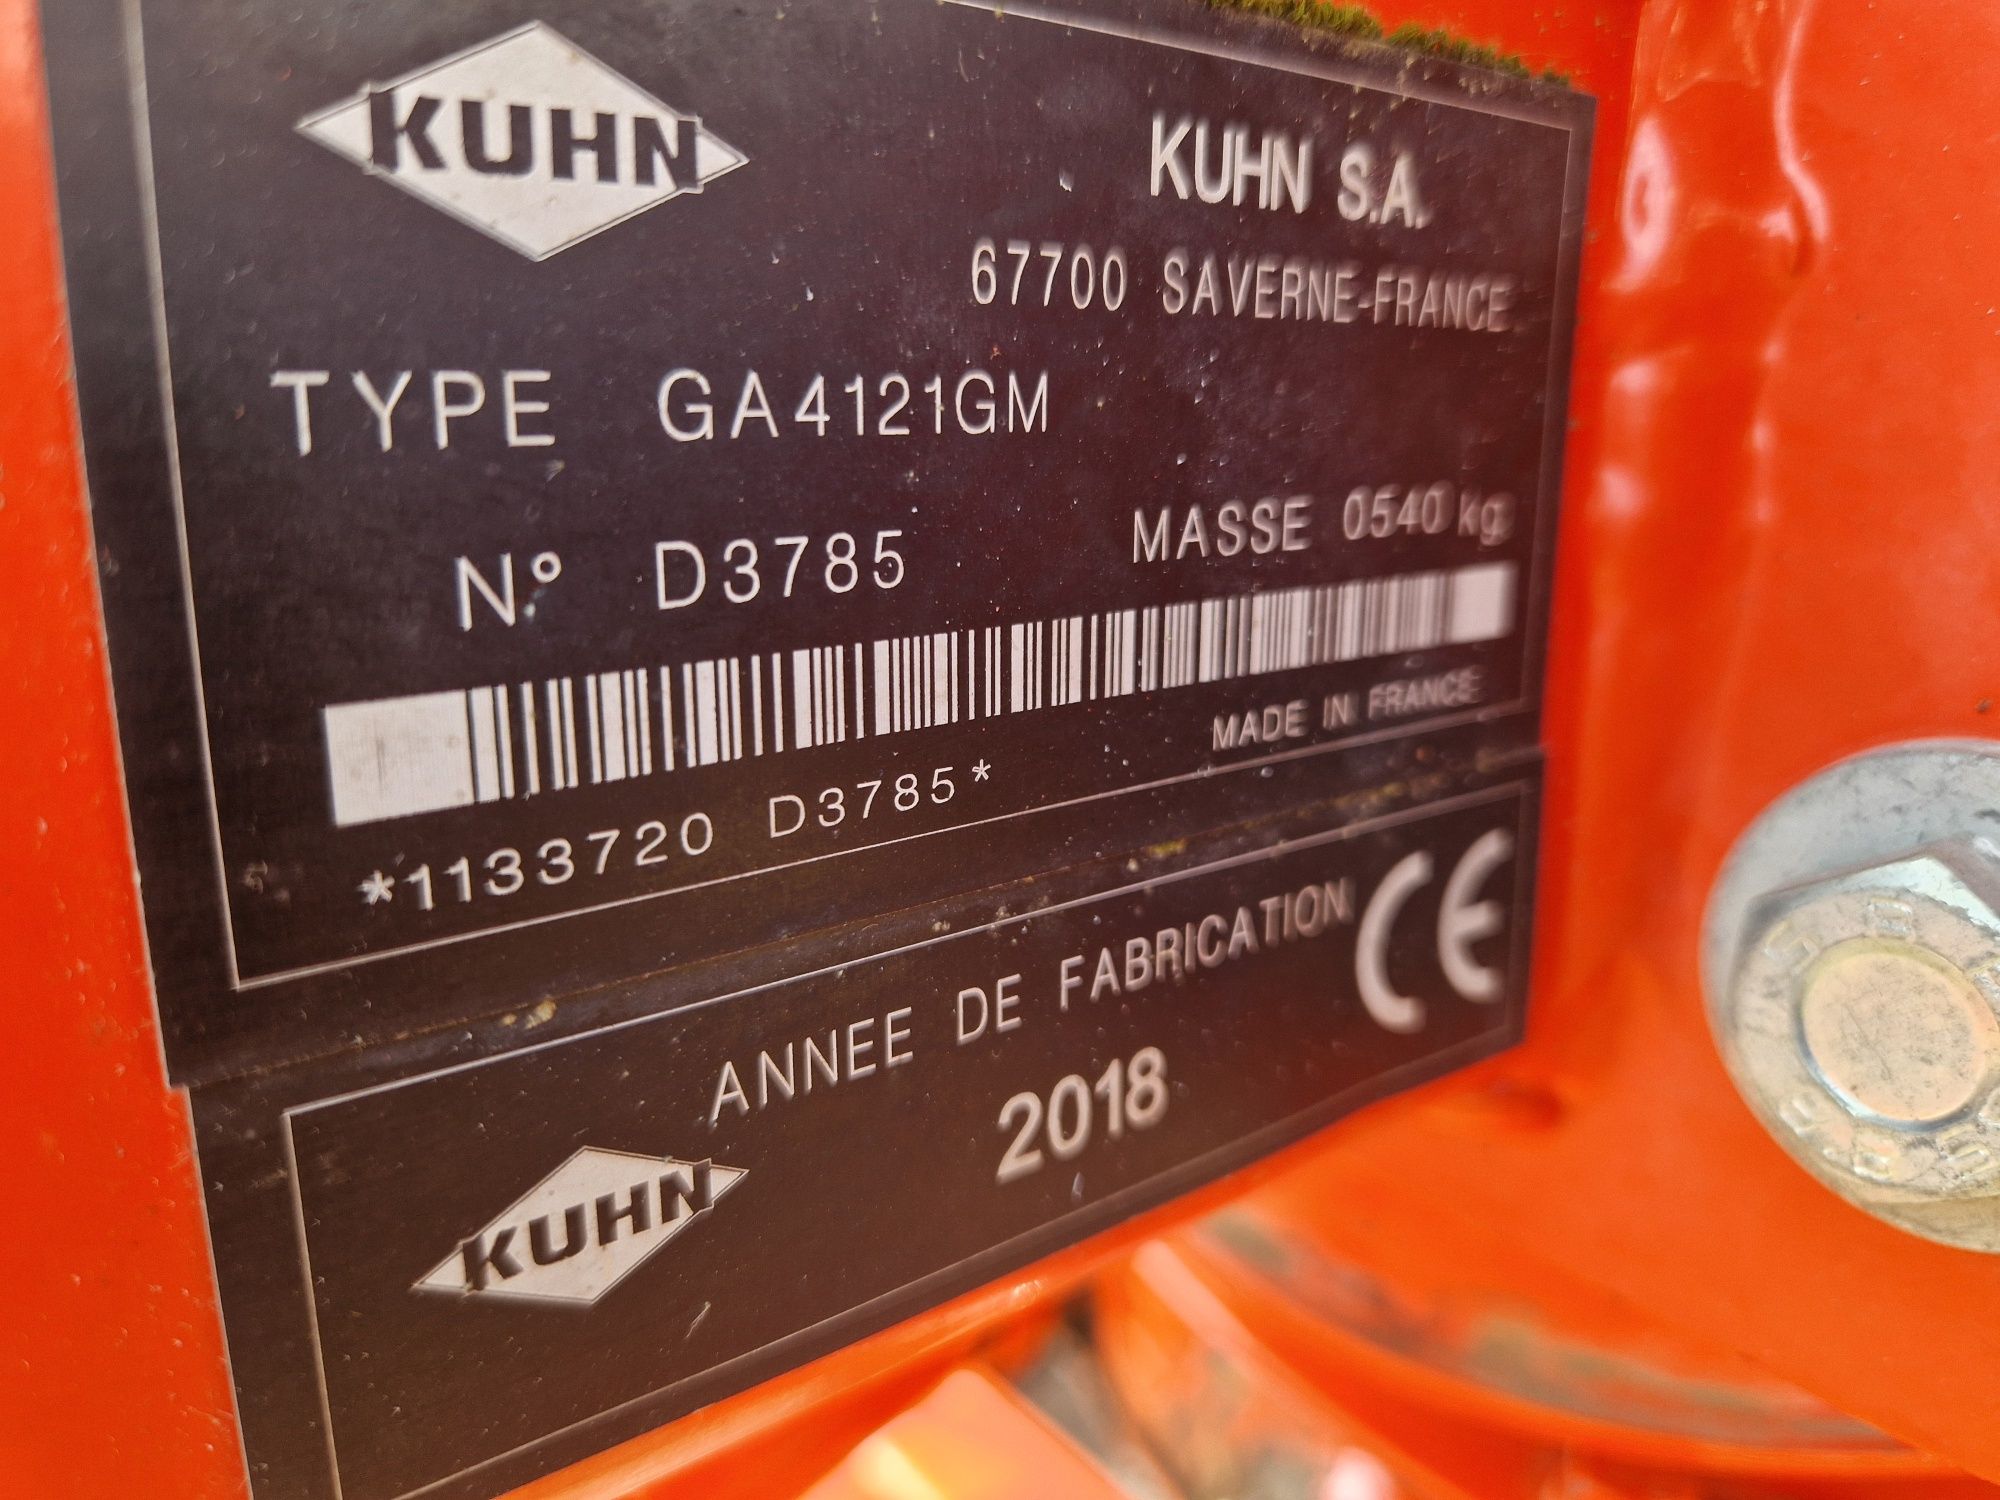 KUHN
KUHN S.A.
67700 SAVERNE-FRANCE
TYPE GA4121GM
N° D3785 MASSE 0540 kg
MADE IN FRANCE
*1133720 D3785*
ANNEE DE FABRICATION CE
2018
KUHN